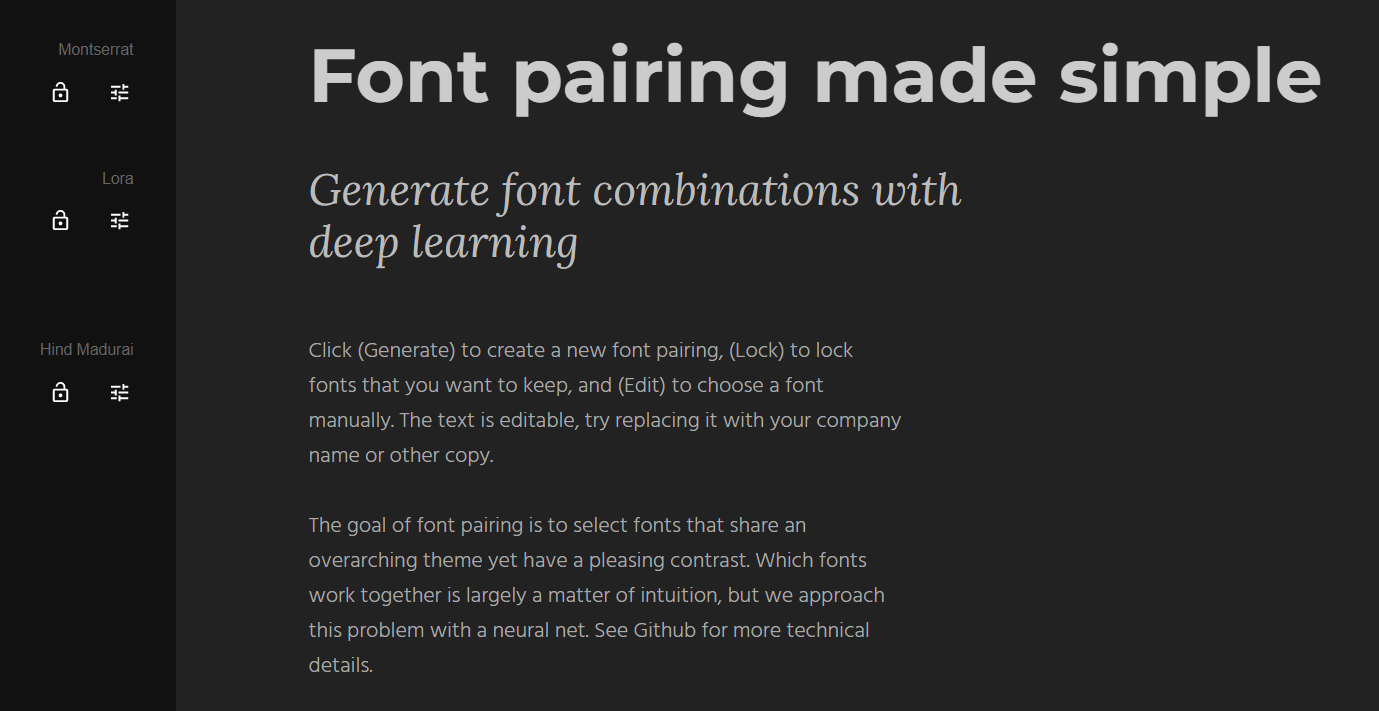 Montserrat
Font pairing made simple
Lora
Generate font combinations with
deep learning
Hind Madurai
Click (Generate) to create a new font pairing, (Lock) to lock
fonts that you want to keep, and (Edit) to choose a font
manually. The text is editable, try replacing it with your company
name or other copy.
The goal of font pairing is to select fonts that share an
overarching theme yet have a pleasing contrast. Which fonts
work together is largely a matter of intuition, but we approach
this problem with a neural net. See Github for more technical
details.